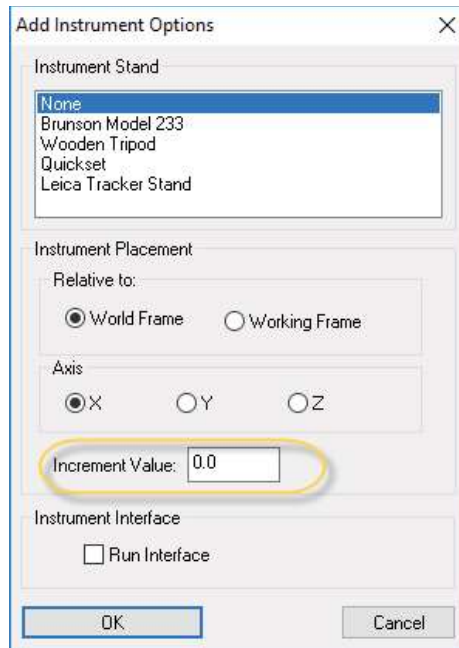 Add Instrument Options
Instrument Stand
None
Brunson Model 233
Wooden Tripod
Quickset
Leica Tracker Stand
Instrument Placement
Relative to:
World Frame Working Frame
Axis
X Y Z
Increment Value: 0.0
Instrument Interface
Run Interface
OK Cancel